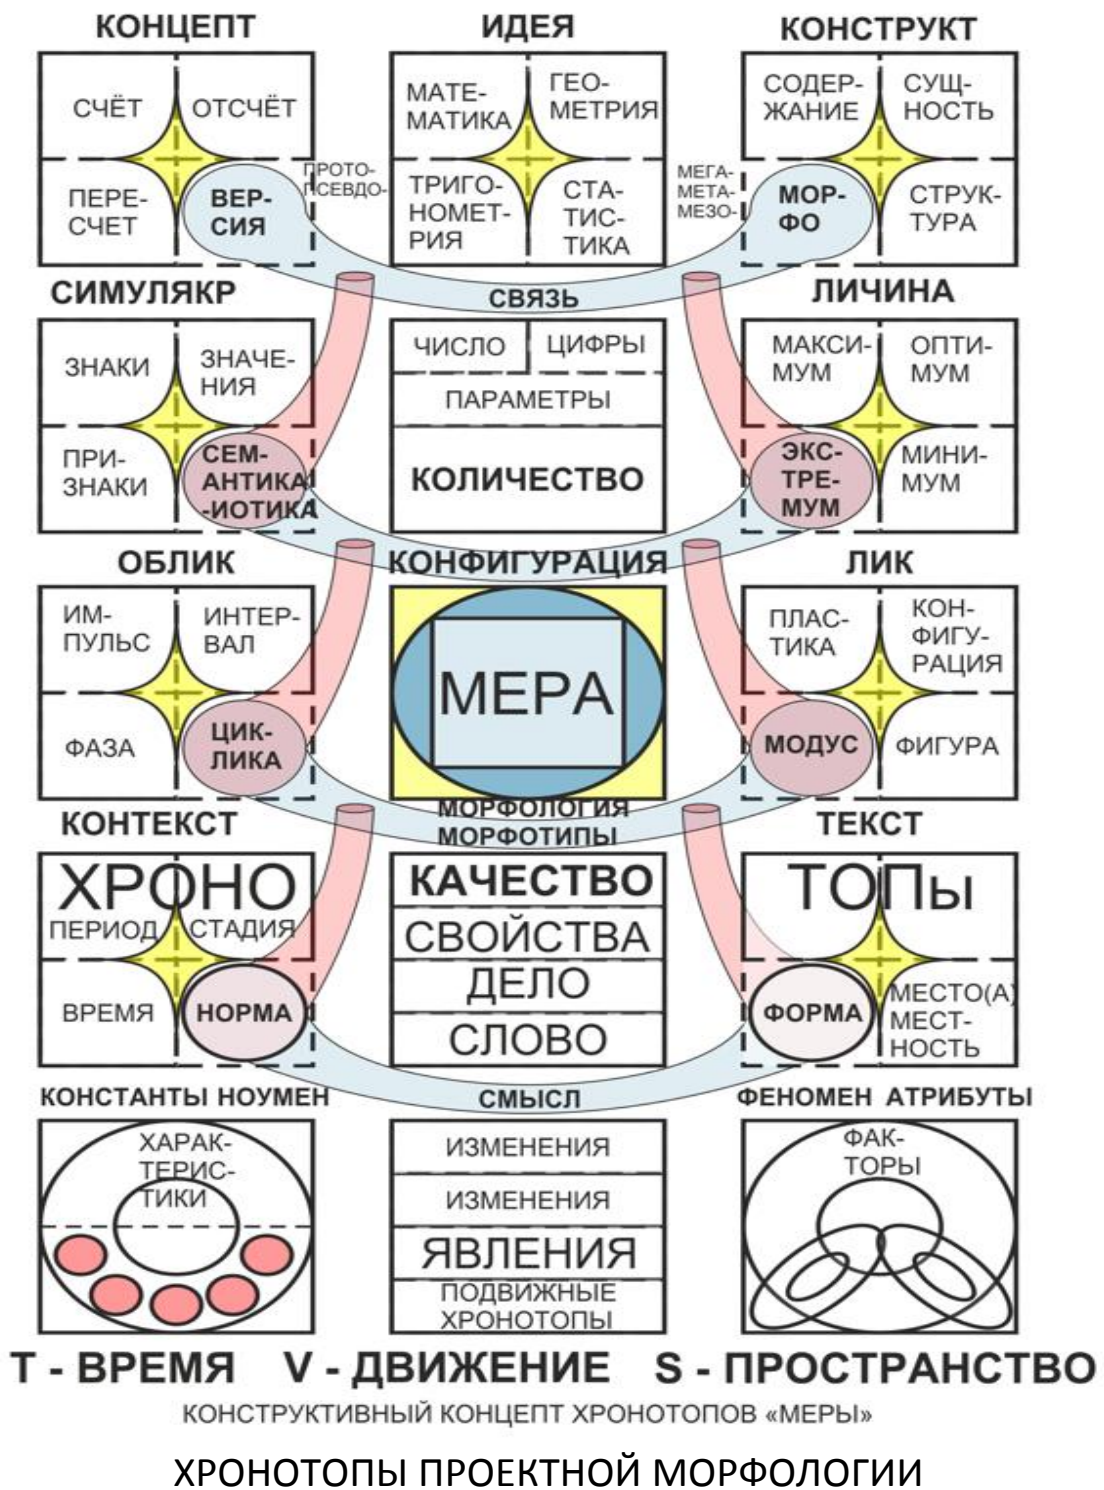 КОНЦЕПТ
ИДЕЯ
КОНСТРУКТ
СЧЁТ
ОТСЧЁТ
ПЕРЕ-
СЧЕТ
ВЕР-
СИЯ
ПРОТО-
ПСЕВДО-
МАТЕ-
МАТИКА
ГЕО-
МЕТРИЯ
ТРИГО-
НОМЕТ-
РИЯ
СТА-
ТИС-
ТИКА
МЕГА-
МЕТА-
МЕЗО-
СОДЕР-
ЖАНИЕ
СУЩ-
НОСТЬ
МОР-
ФО
СТРУК-
ТУРА
СВЯЗЬ
СИМУЛЯКР
ЛИЧИНА
ЗНАКИ
ЗНАЧЕ-
НИЯ
ПРИ-
ЗНАКИ
СЕМ-
АНТИКА
-ИОТИКА
ЧИСЛО
ЦИФРЫ
ПАРАМЕТРЫ
КОЛИЧЕСТВО
МАКСИ-
МУМ
ОПТИ-
МУМ
ЭКС-
ТРЕ-
МУМ
МИНИ-
МУМ
ОБЛИК
КОНФИГУРАЦИЯ
ЛИК
ИМ-
ПУЛЬС
ИНТЕР-
ВАЛ
ФАЗА
ЦИК-
ЛИКА
МЕРА
ПЛАС-
ТИКА
КОН-
ФИГУ-
РАЦИЯ
МОДУС
ФИГУРА
МОРФОЛОГИЯ
МОРФОТИПЫ
КОНТЕКСТ
ТЕКСТ
ХРОНО
ПЕРИОД
СТАДИЯ
ВРЕМЯ
НОРМА
КАЧЕСТВО
СВОЙСТВА
ДЕЛО
СЛОВО
ТОПы
ФОРМА
МЕСТО(А)
МЕСТ-
НОСТЬ
СМЫСЛ
КОНСТАНТЫ НОУМЕН
ФЕНОМЕН АТРИБУТЫ
ХАРАК-
ТЕРИС-
ТИКИ
ИЗМЕНЕНИЯ
ИЗМЕНЕНИЯ
ЯВЛЕНИЯ
ПОДВИЖНЫЕ
ХРОНОТОПЫ
ФАК-
ТОРЫ
T - ВРЕМЯ V - ДВИЖЕНИЕ S - ПРОСТРАНСТВО
КОНСТРУКТИВНЫЙ КОНЦЕПТ ХРОНОТОПОВ «МЕРЫ»
ХРОНОТОПЫ ПРОЕКТНОЙ МОРФОЛОГИИ